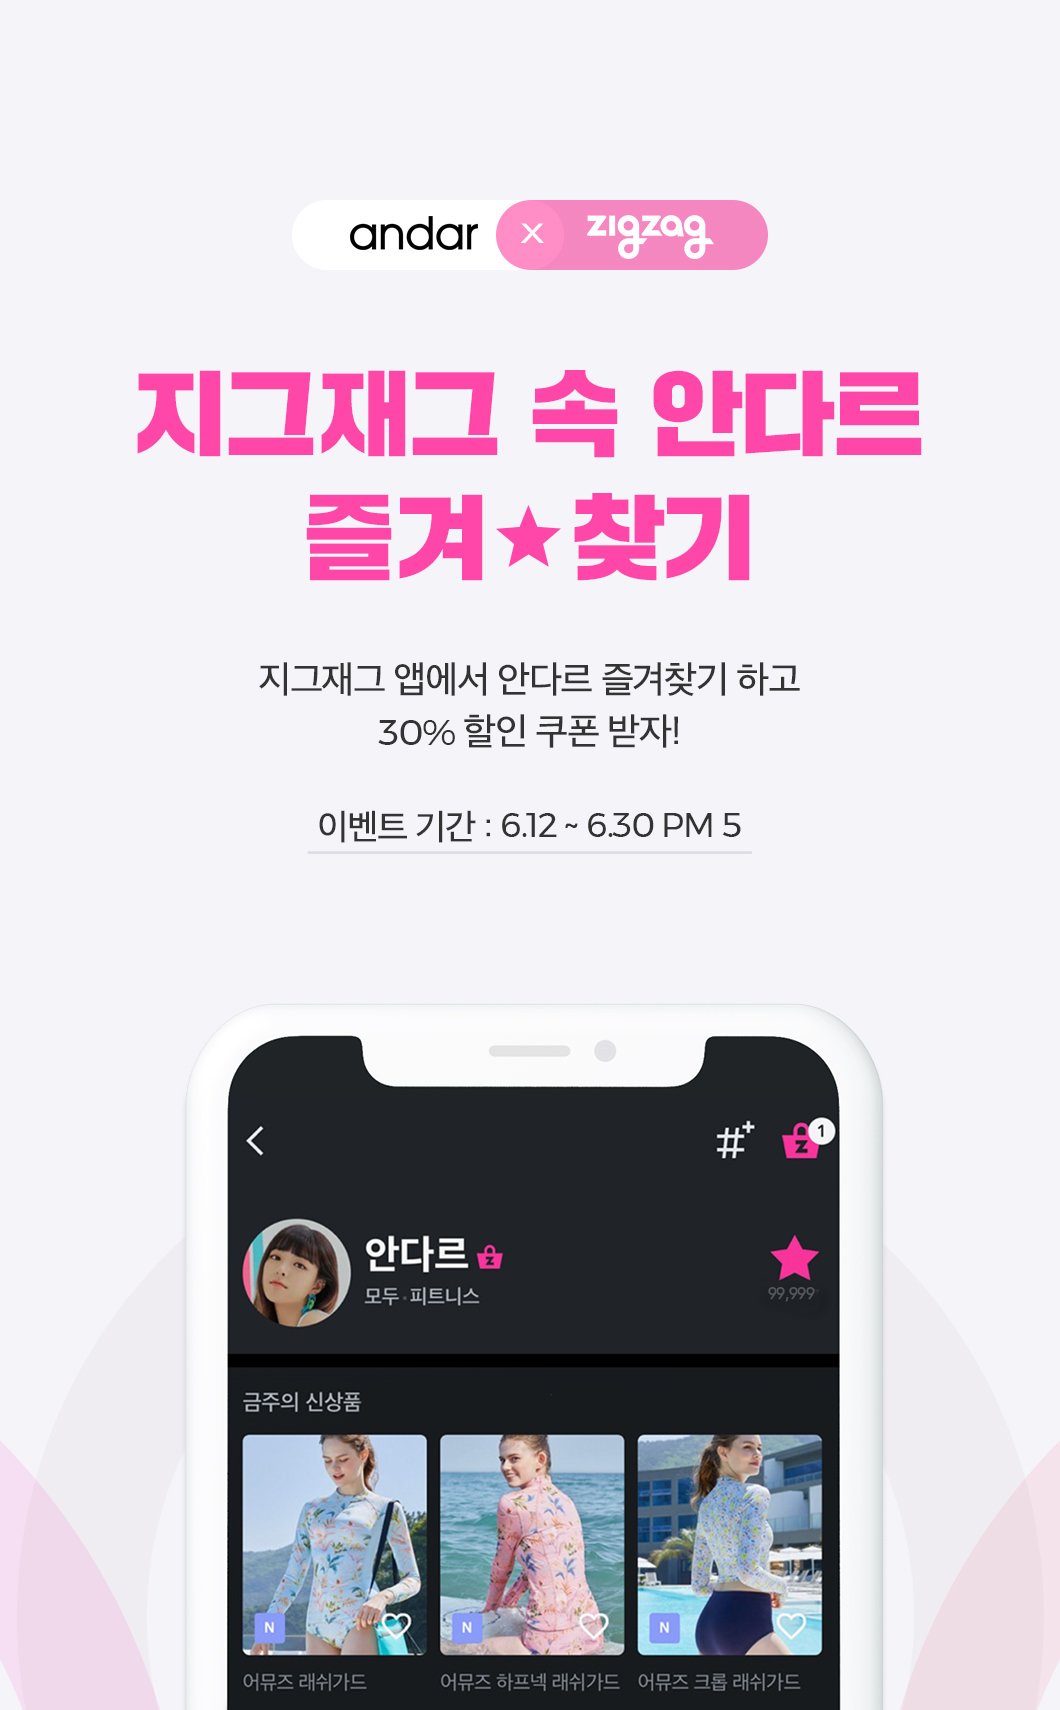 andar X zigzag
지그재그 속 안다르
즐겨★찾기
지그재그 앱에서 안다르 즐겨찾기 하고
30% 할인 쿠폰 받자!
이벤트 기간 : 6.12 ~ 6.30 PM 5
1
z
안다르 z
모두·피트니스
99,999+
금주의 신상품
N N N
어뮤즈 래쉬가드 어뮤즈 하프넥 래쉬가드 어뮤즈 크롭 래쉬가드